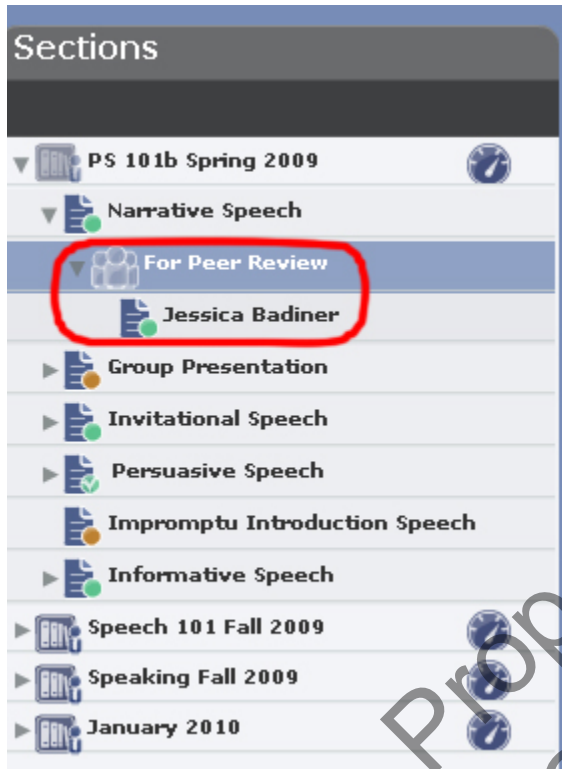 Sections
PS 101b Spring 2009
Narrative Speech
For Peer Review
Jessica Badiner
Group Presentation
Invitational Speech
Persuasive Speech
Impromptu Introduction Speech
Informative Speech
Speech 101 Fall 2009
Speaking Fall 2009
January 2010
Prop